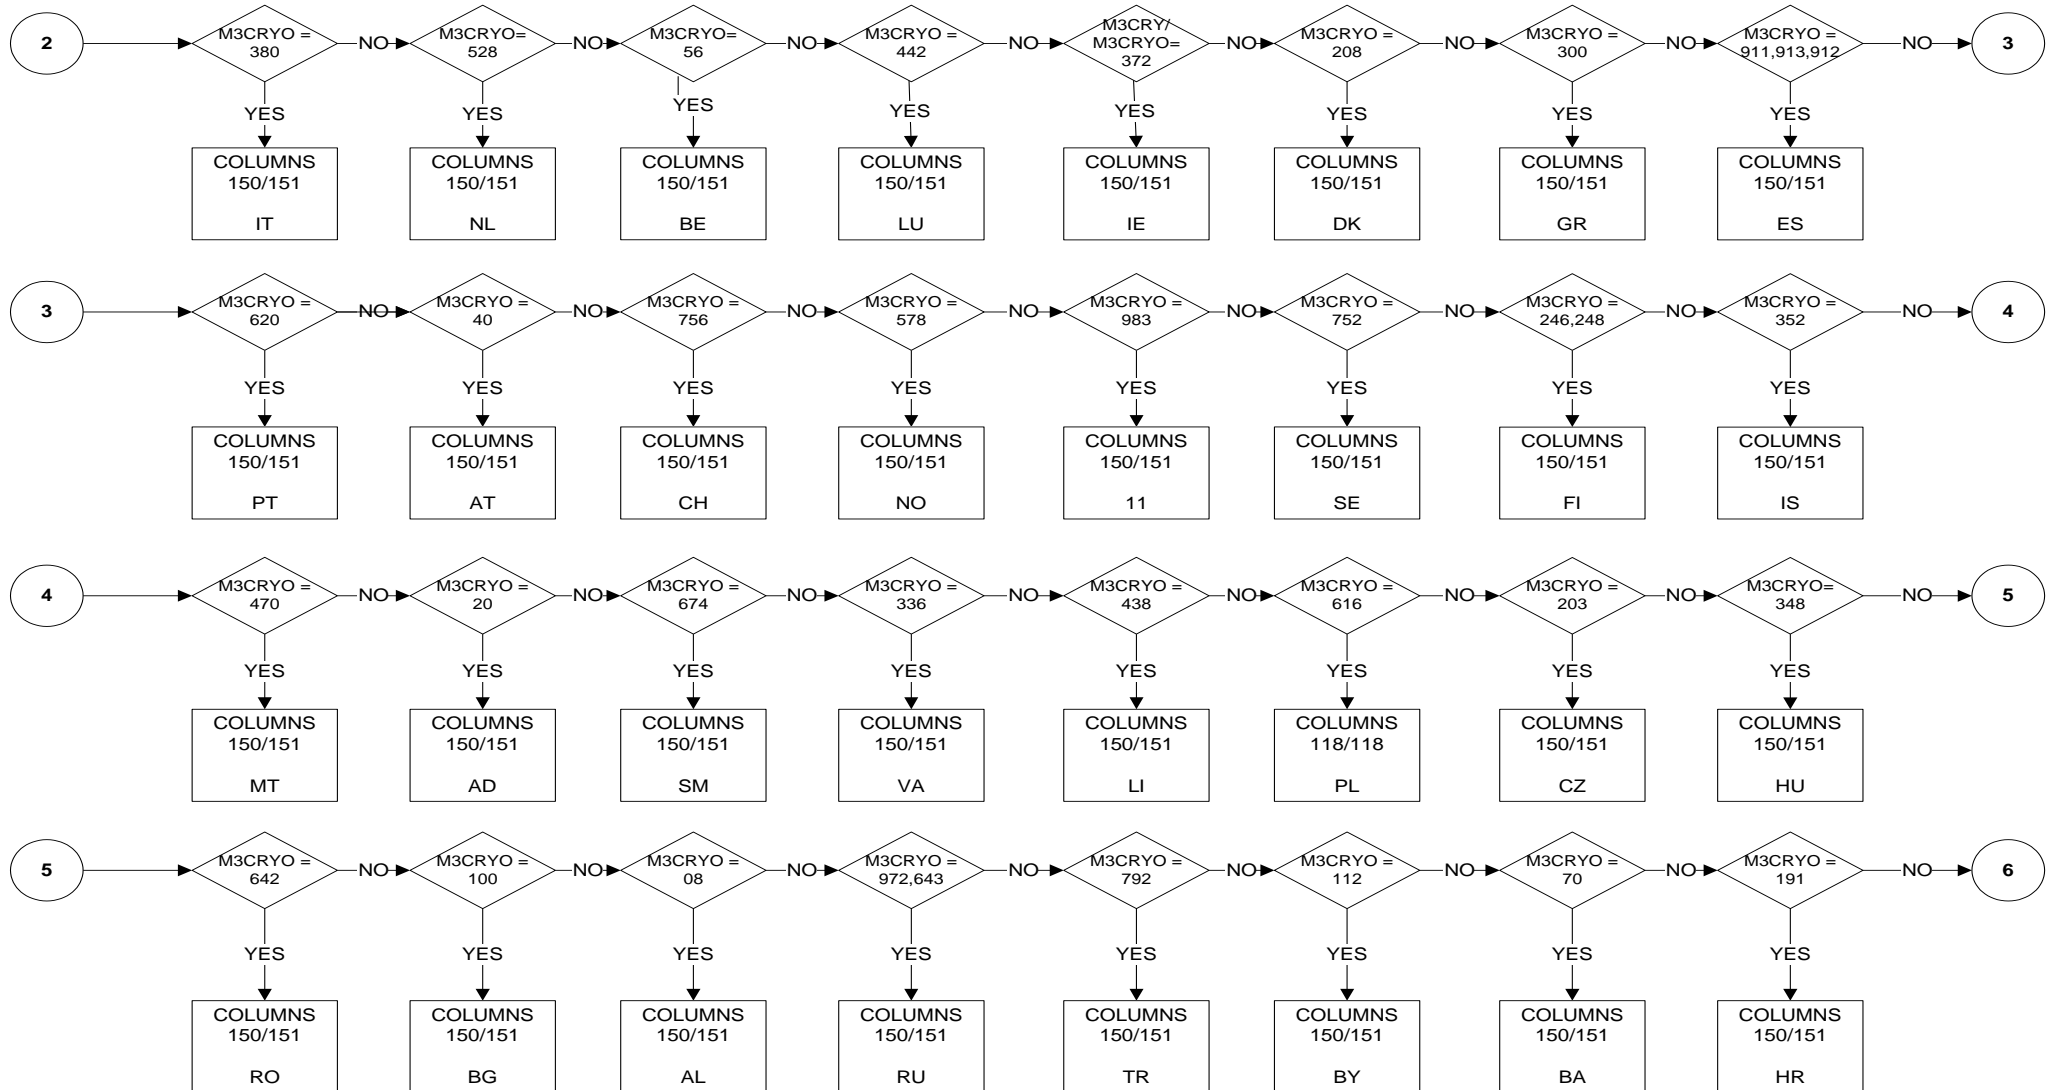 2
M3CRYO =
380
NO
M3CRYO=
528
NO
M3CRYO=
56
NO
M3CRYO =
442
NO
M3CRY/
M3CRYO=
372
NO
M3CRYO =
208
NO
M3CRYO =
300
NO
M3CRYO =
911,913,912
NO
3
YES
YES
YES
YES
YES
YES
YES
YES
COLUMNS
150/151
IT
COLUMNS
150/151
NL
COLUMNS
150/151
BE
COLUMNS
150/151
LU
COLUMNS
150/151
IE
COLUMNS
150/151
DK
COLUMNS
150/151
GR
COLUMNS
150/151
ES
3
M3CRYO =
620
NO
M3CRYO =
40
NO
M3CRYO =
756
NO
M3CRYO =
578
NO
M3CRYO =
983
NO
M3CRYO =
752
NO
M3CRYO =
246,248
NO
M3CRYO =
352
NO
4
YES
YES
YES
YES
YES
YES
YES
YES
COLUMNS
150/151
PT
COLUMNS
150/151
AT
COLUMNS
150/151
CH
COLUMNS
150/151
NO
COLUMNS
150/151
11
COLUMNS
150/151
SE
COLUMNS
150/151
FI
COLUMNS
150/151
IS
4
M3CRYO =
470
NO
M3CRYO =
20
NO
M3CRYO =
674
NO
M3CRYO =
336
NO
M3CRYO =
438
NO
M3CRYO =
616
NO
M3CRYO =
203
NO
M3CRYO=
348
NO
5
YES
YES
YES
YES
YES
YES
YES
YES
COLUMNS
150/151
MT
COLUMNS
150/151
AD
COLUMNS
150/151
SM
COLUMNS
150/151
VA
COLUMNS
150/151
LI
COLUMNS
118/118
PL
COLUMNS
150/151
CZ
COLUMNS
150/151
HU
5
M3CRYO =
642
NO
M3CRYO =
100
NO
M3CRYO =
08
NO
M3CRYO =
972,643
NO
M3CRYO =
792
NO
M3CRYO =
112
NO
M3CRYO =
70
NO
M3CRYO =
191
NO
6
YES
YES
YES
YES
YES
YES
YES
YES
COLUMNS
150/151
RO
COLUMNS
150/151
BG
COLUMNS
150/151
AL
COLUMNS
150/151
RU
COLUMNS
150/151
TR
COLUMNS
150/151
BY
COLUMNS
150/151
BA
COLUMNS
150/151
HR